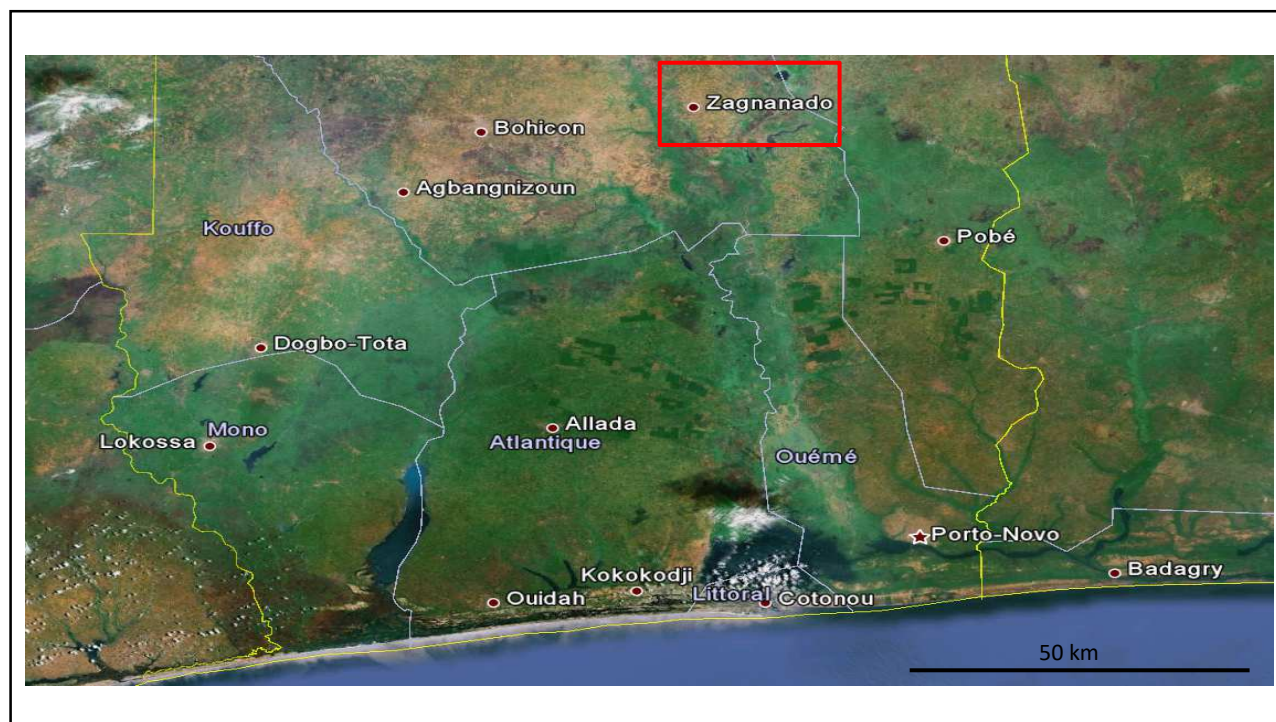 Zagnanado
Bohicon
Agbangnizoun
Kouffo
Pobé
Dogbo-Tota
Allada
Mono
Lokossa
Atlantique
Ouémé
Porto-Novo
Kokokodji
Badagry
Littoral
Ouidah
Cotonou
50 km